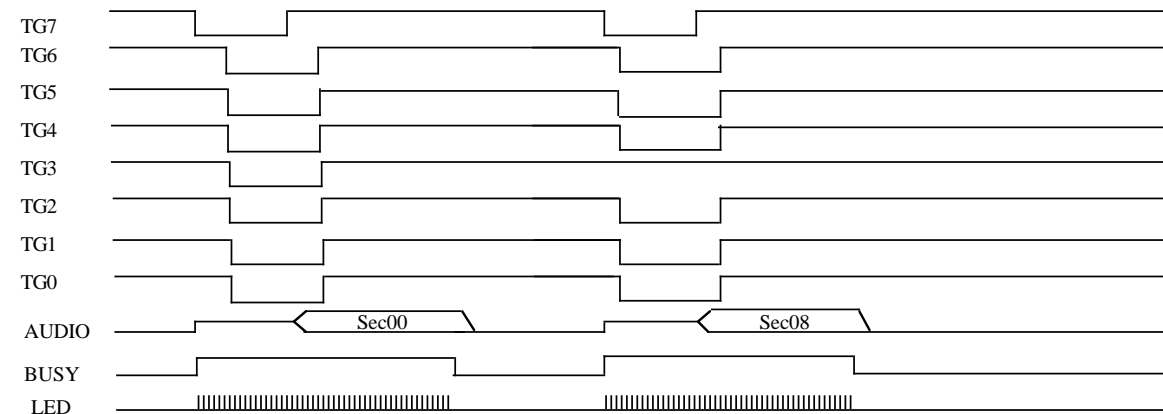 TG7
TG6
TG5
TG4
TG3
TG2
TG1
TG0
AUDIO Sec00 Sec08
BUSY
LED